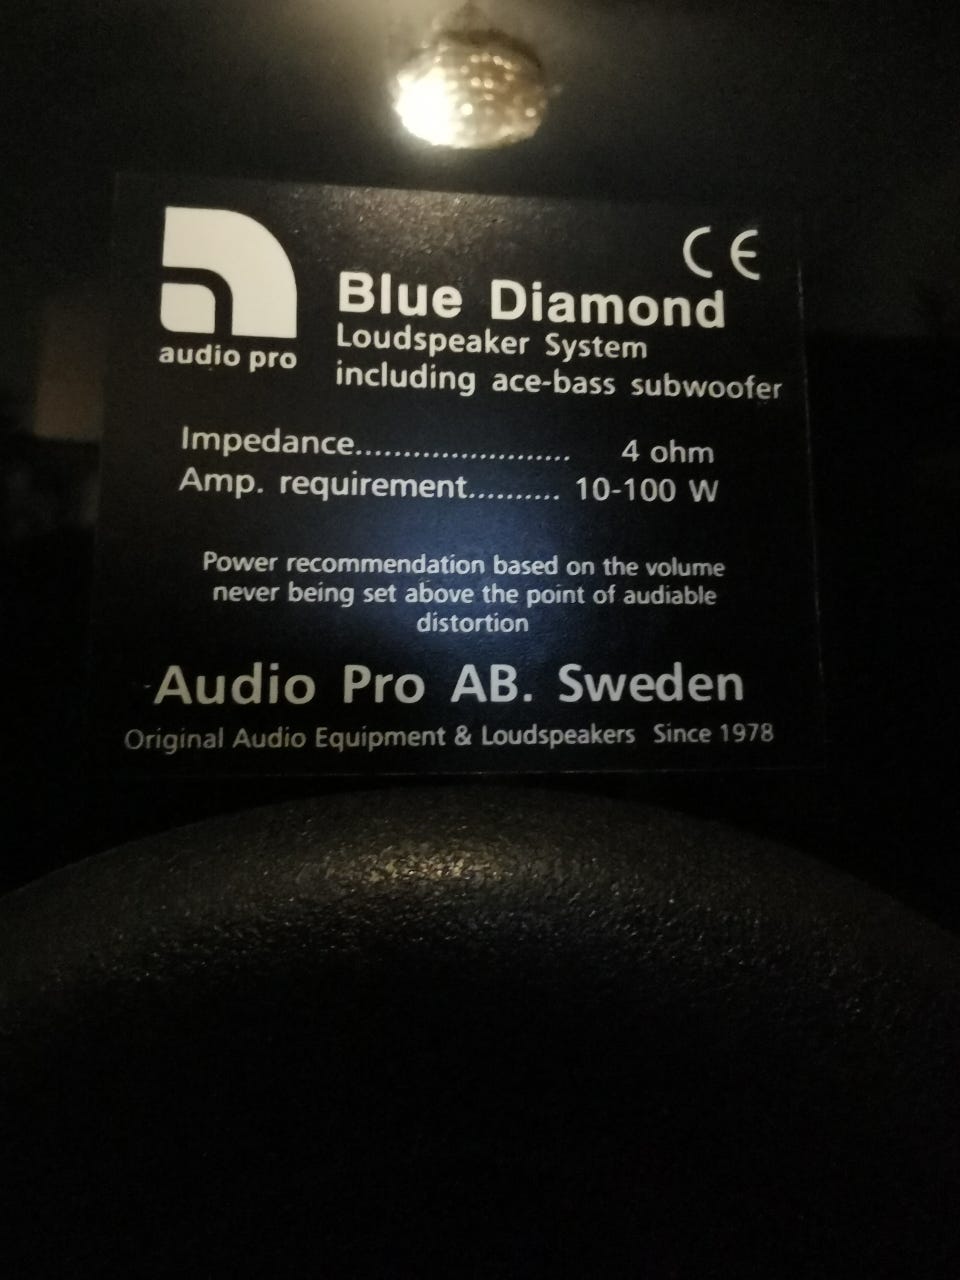 CE
audio pro
Blue Diamond
Loudspeaker System
including ace-bass subwoofer
Impedance...................... 4 ohm
Amp. requirement.......... 10-100 W
Power recommendation based on the volume
never being set above the point of audiable
distortion
Audio Pro AB. Sweden
Original Audio Equipment & Loudspeakers Since 1978